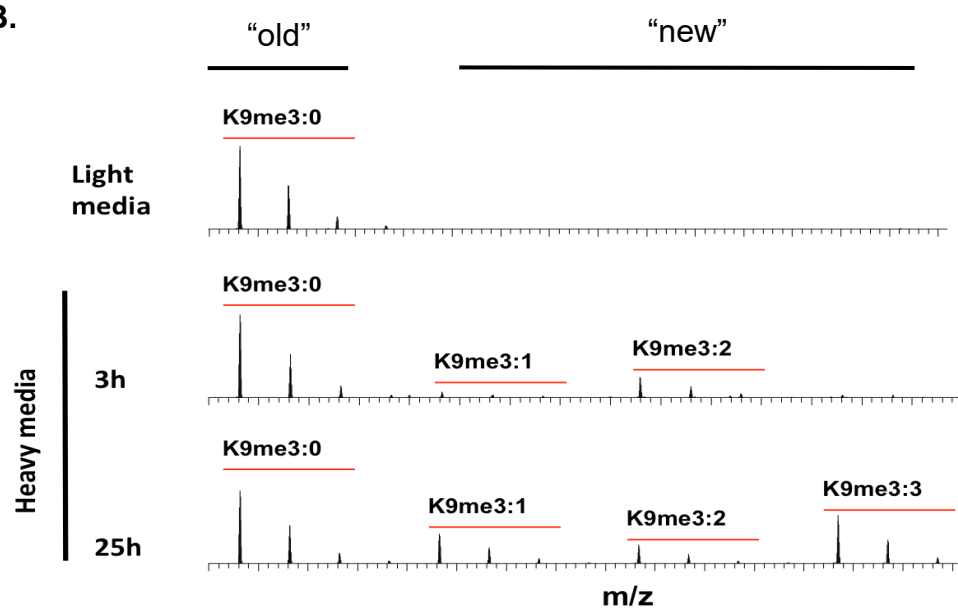 B.
“old”
“new”
K9me3:0
Light
media
K9me3:0
K9me3:1
K9me3:2
3h
Heavy media
K9me3:0
K9me3:1
K9me3:2
K9me3:3
25h
m/z